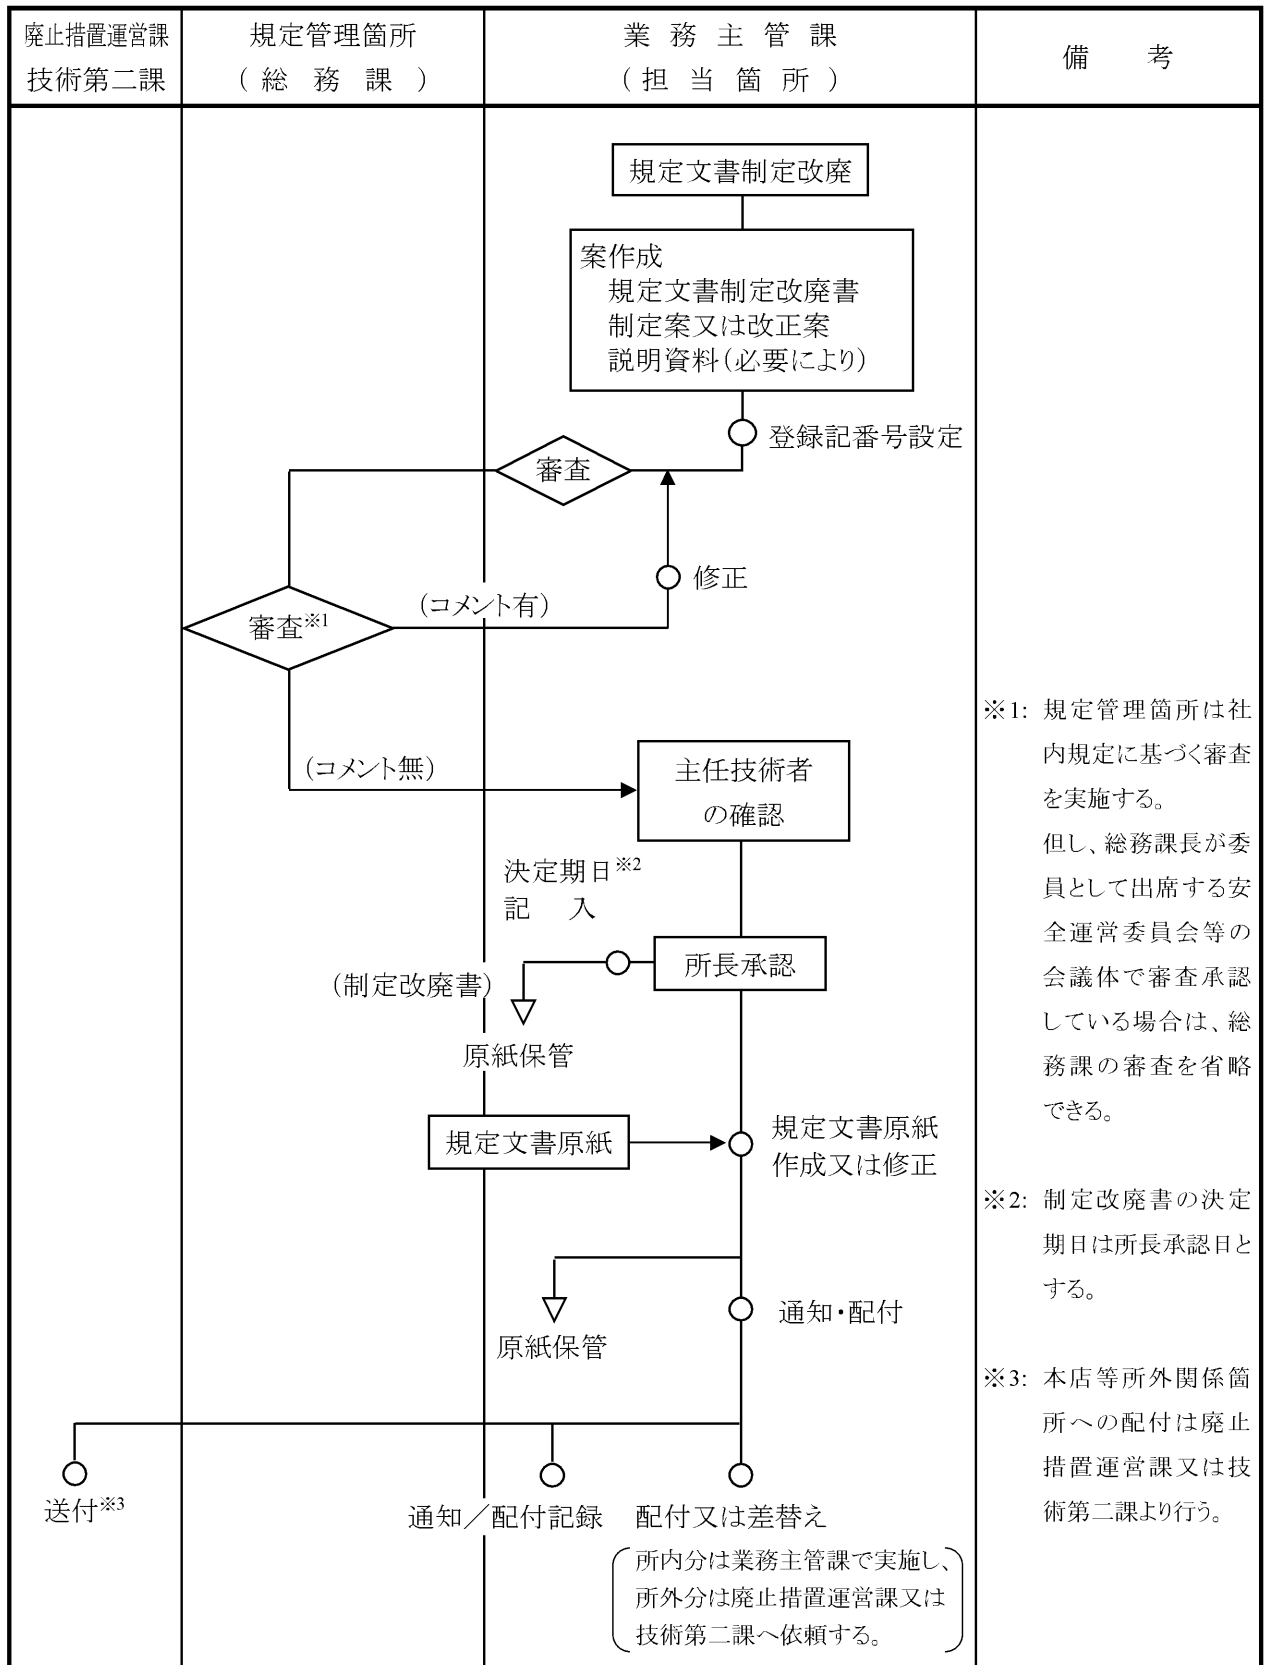 廃止措置運営課
技術第二課
規定管理箇所
(総務課)
業務主管課
(担当箇所)
備考
規定文書制定改廃
案作成
規定文書制定改廃書
制定案又は改正案
説明資料(必要により)
登録記番号設定
審査
修正
(コメント有)
審査※1
(コメント無)
主任技術者
の確認
決定期日※2
記入
所長承認
(制定改廃書)
原紙保管
規定文書原紙
規定文書原紙
作成又は修正
原紙保管
通知・配付
送付※3
通知/配付記録
配付又は差替え
所内分は業務主管課で実施し、
所外分は廃止措置運営課又は
技術第二課へ依頼する。
※1: 規定管理箇所は社
内規定に基づく審査
を実施する。
但し、総務課長が委
員として出席する安
全運営委員会等の
会議体で審査承認
している場合は、総
務課の審査を省略
できる。
※2: 制定改廃書の決定
期日は所長承認日と
する。
※3: 本店等所外関係箇
所への配付は廃止
措置運営課又は技
術第二課より行う。